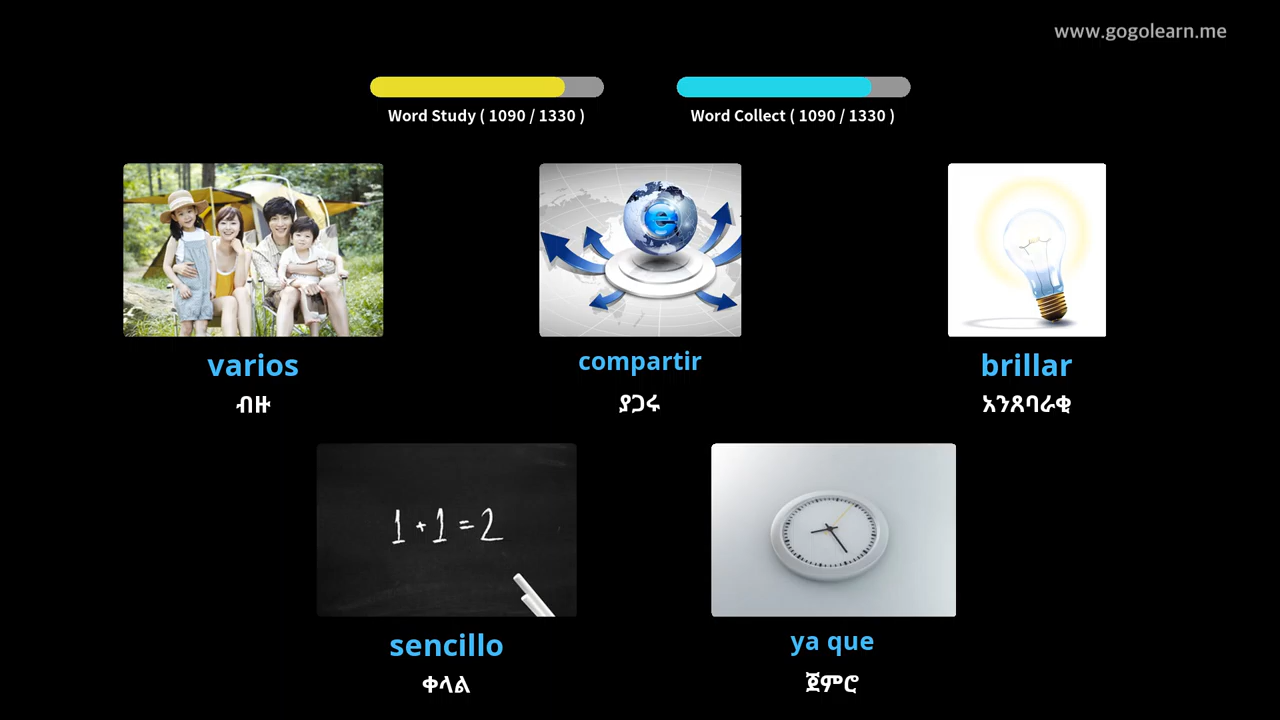 www.gogolearn.me
Word Study ( 1090 / 1330 )
Word Collect ( 1090 / 1330 )
e
varios
compartir
brillar
ብዙ
ያጋሩ
አንጸባራቂ
1 + 1 = 2
sencillo
ya que
ቀላል
ጀምሮ